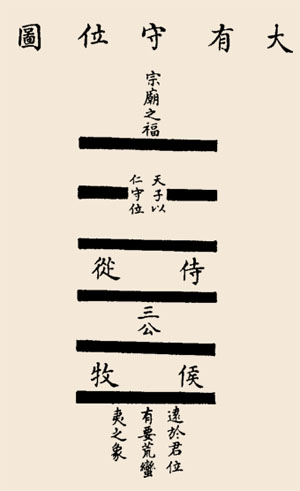 大有守位圖
宗廟之福
天子以
仁守位
侍從
三公
侯牧
遠於君位
有要荒蠻
夷之象